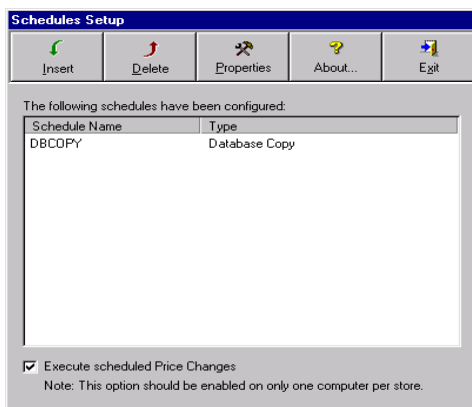 Schedules Setup
Insert Delete Properties About... Exit
The following schedules have been configured:
Schedule Name Type
DBCOPY Database Copy
Execute scheduled Price Changes
Note: This option should be enabled on only one computer per store.